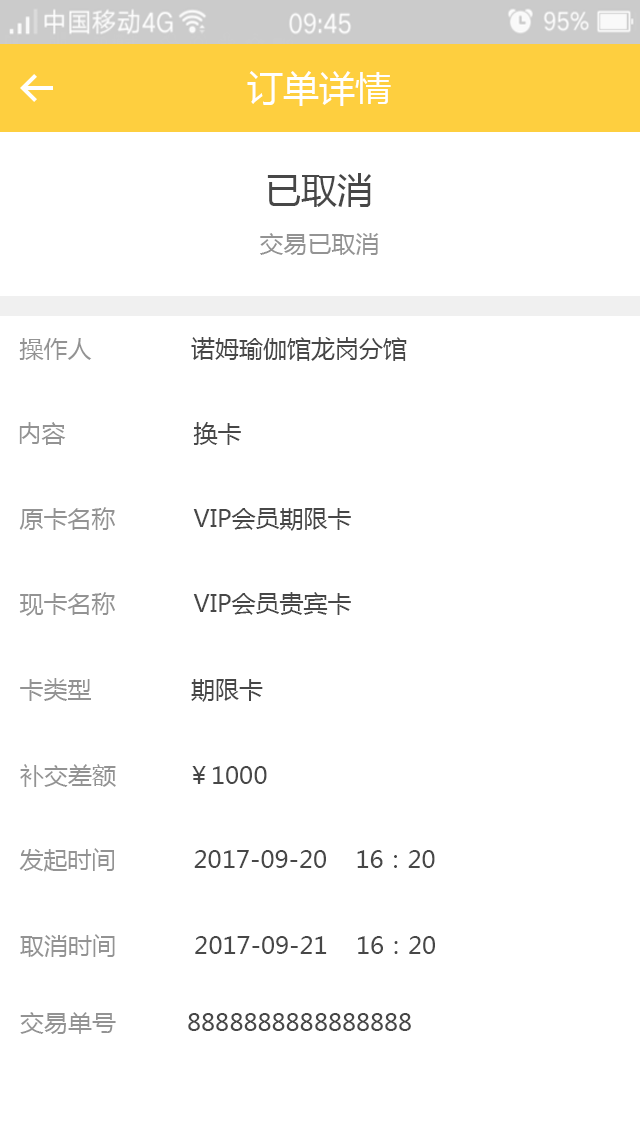 中国移动4G 09:45 95%
订单详情
已取消
交易已取消
操作人 诺姆瑜伽馆龙岗分馆
内容 换卡
原卡名称 VIP会员期限卡
现卡名称 VIP会员贵宾卡
卡类型 期限卡
补交差额 ¥1000
发起时间 2017-09-20 16：20
取消时间 2017-09-21 16：20
交易单号 8888888888888888